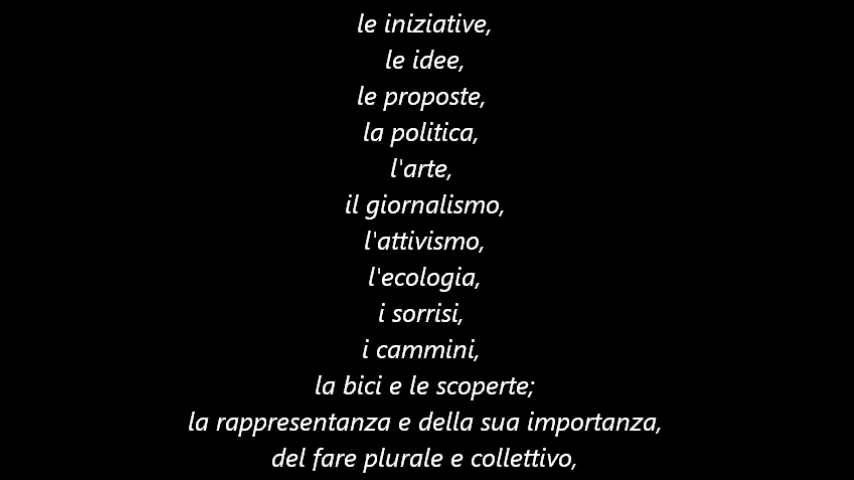 le iniziative,
le idee,
le proposte,
la politica,
l'arte,
il giornalismo,
l'attivismo,
l'ecologia,
i sorrisi,
i cammini,
la bici e le scoperte;
la rappresentanza e della sua importanza,
del fare plurale e collettivo,